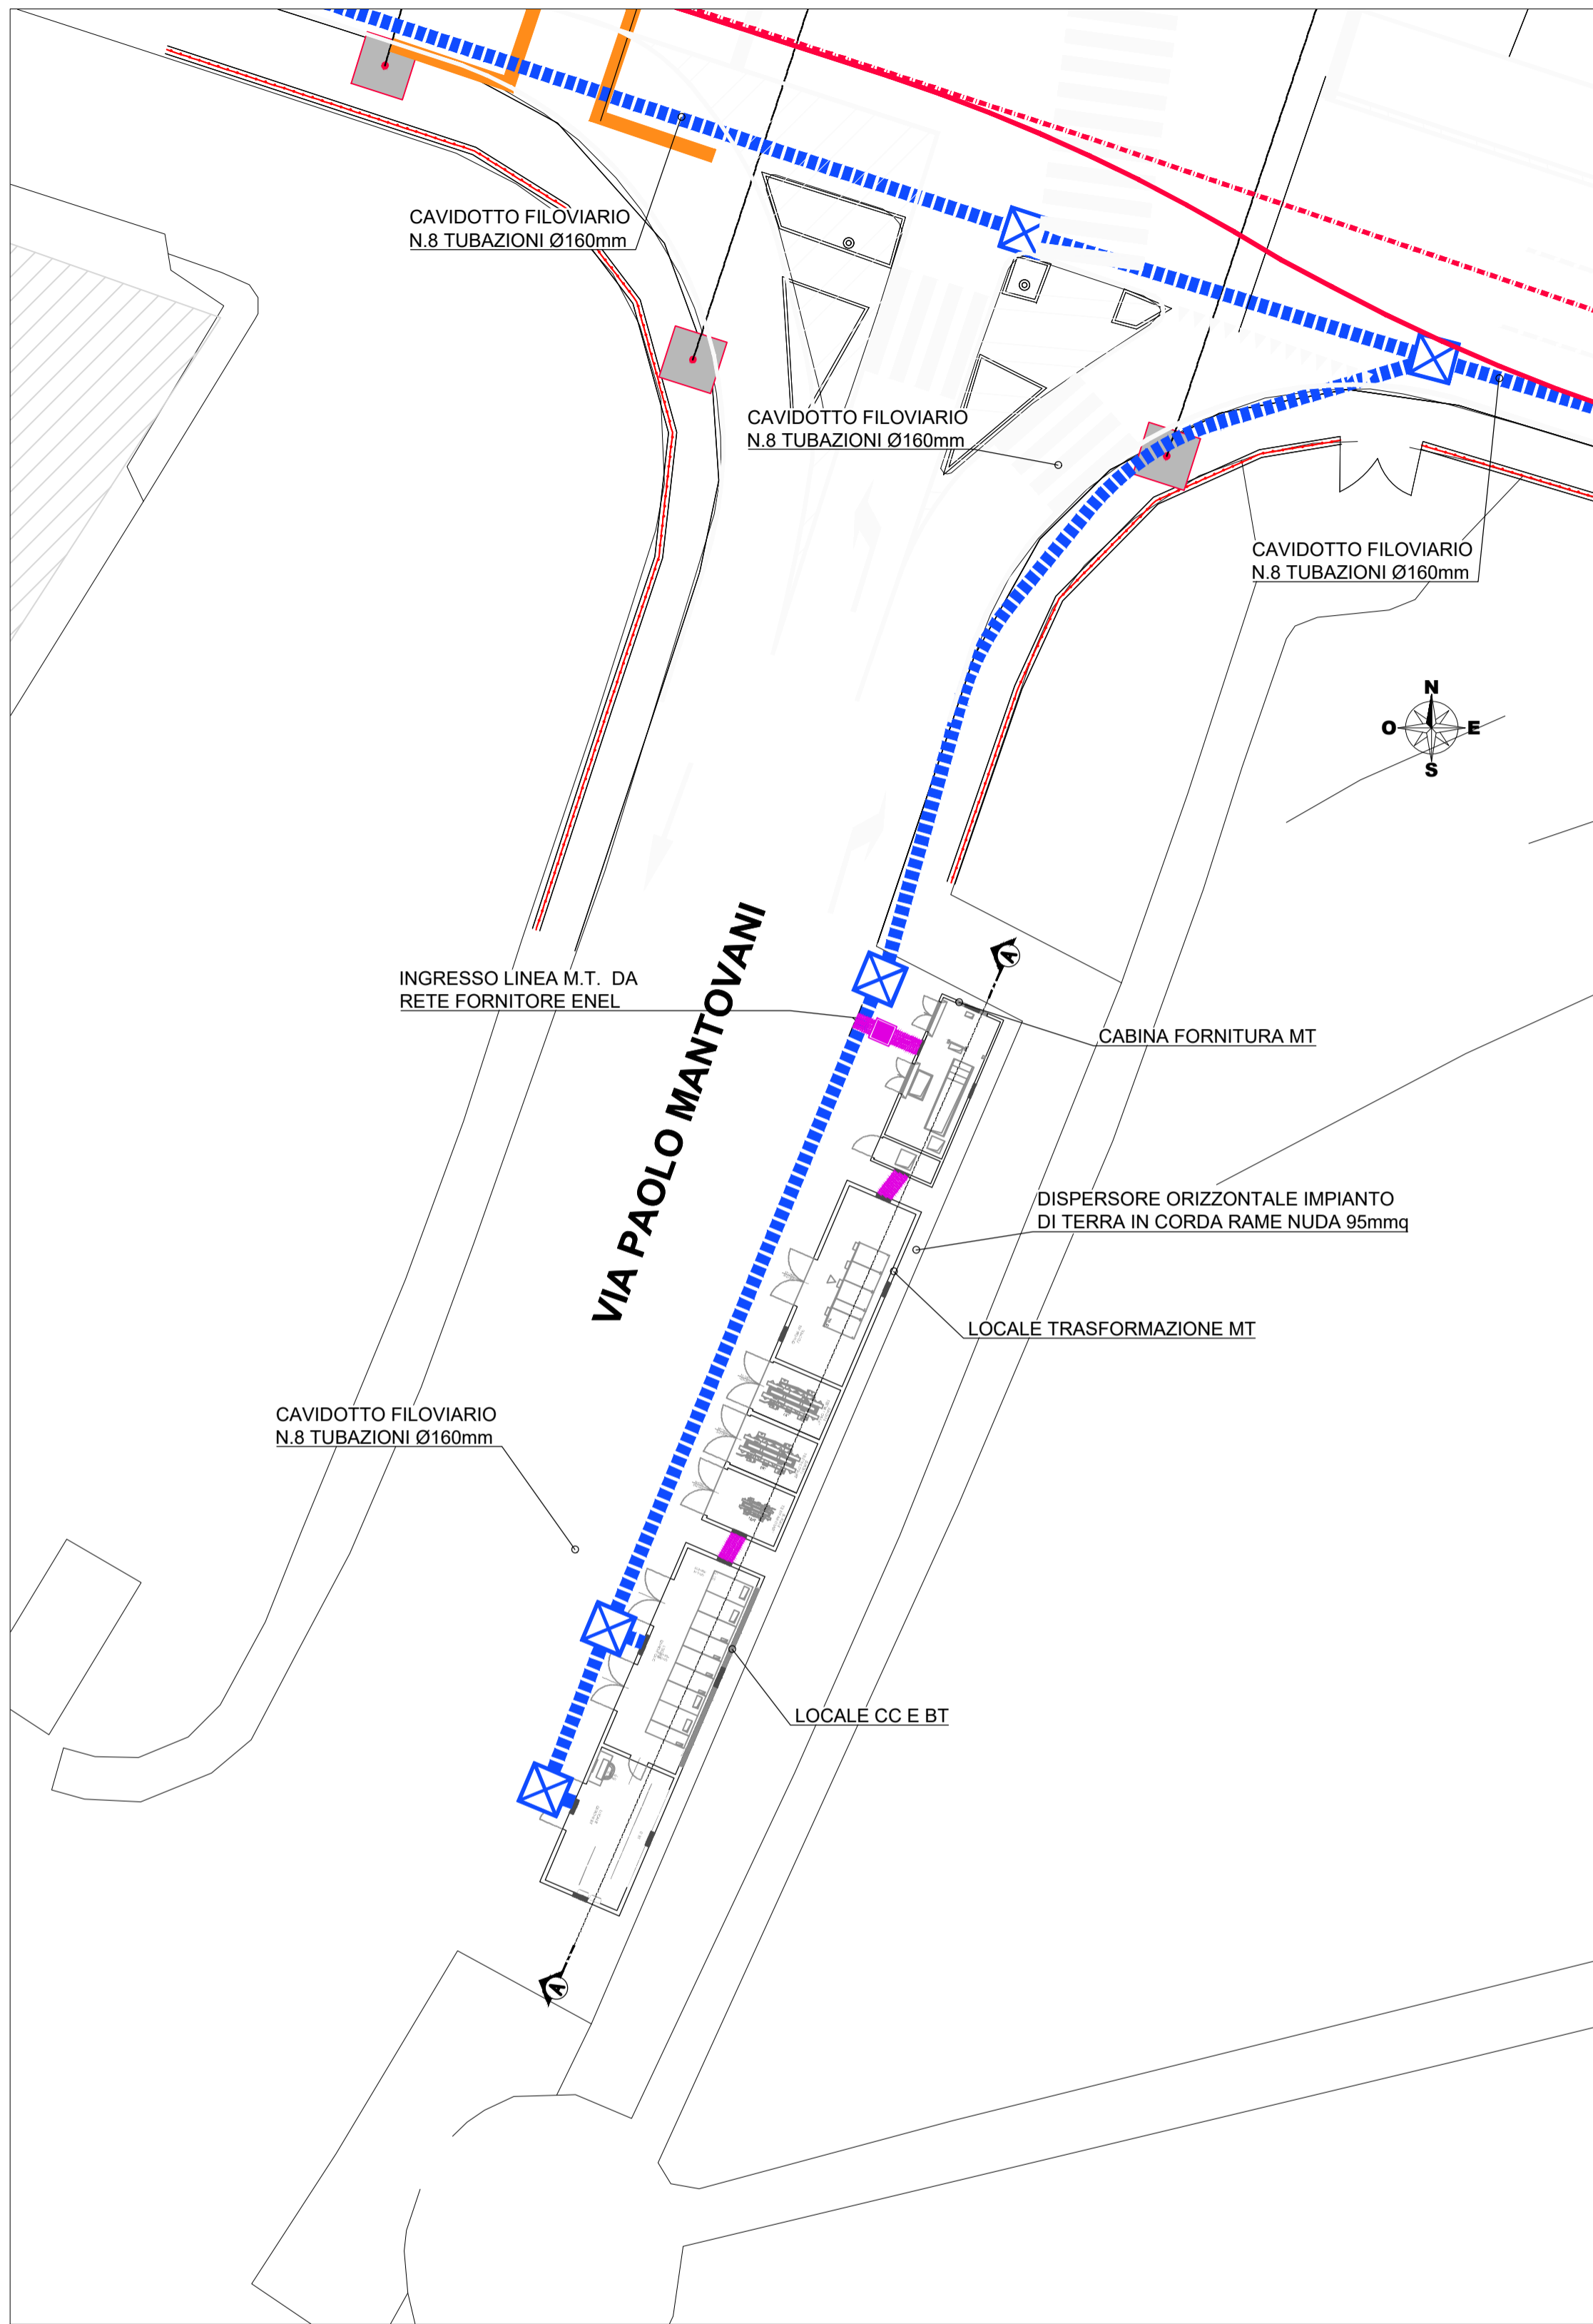 CAVIDOTTO FILOVIARIO
N.8 TUBAZIONI Ø160mm
CAVIDOTTO FILOVIARIO
N.8 TUBAZIONI Ø160mm
CAVIDOTTO FILOVIARIO
N.8 TUBAZIONI Ø160mm
N
O
E
S
VIA PAOLO MANTOVANI
A
INGRESSO LINEA M.T. DA
RETE FORNITORE ENEL
CABINA FORNITURA MT
DISPERSORE ORIZZONTALE IMPIANTO
DI TERRA IN CORDA RAME NUDA 95mmq
LOCALE TRASFORMAZIONE MT
CAVIDOTTO FILOVIARIO
N.8 TUBAZIONI Ø160mm
LOCALE CC E BT
A